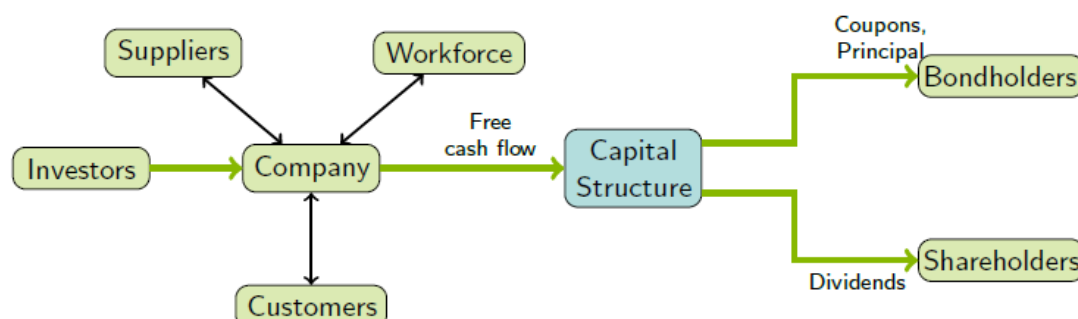 Suppliers
Workforce
Coupons,
Principal
Bondholders
Investors
Company
Free
cash flow
Capital
Structure
Customers
Dividends
Shareholders